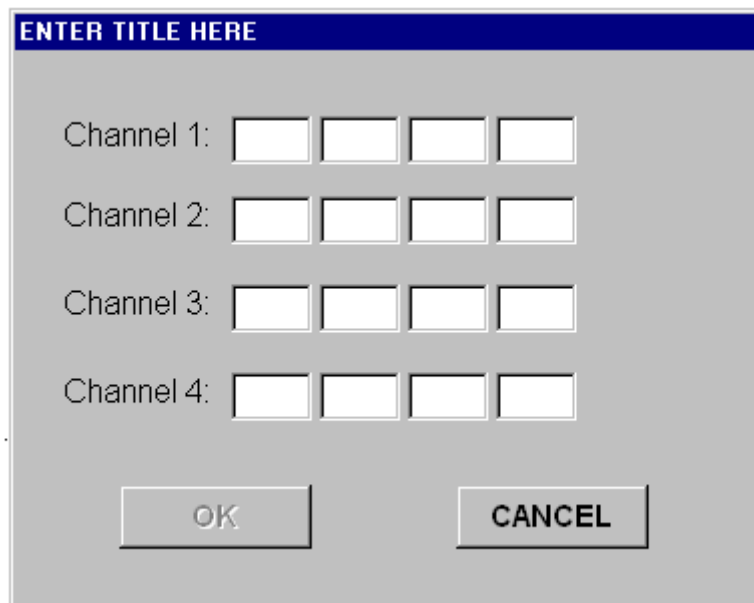 ENTER TITLE HERE
Channel 1:
Channel 2:
Channel 3:
Channel 4:
OK CANCEL